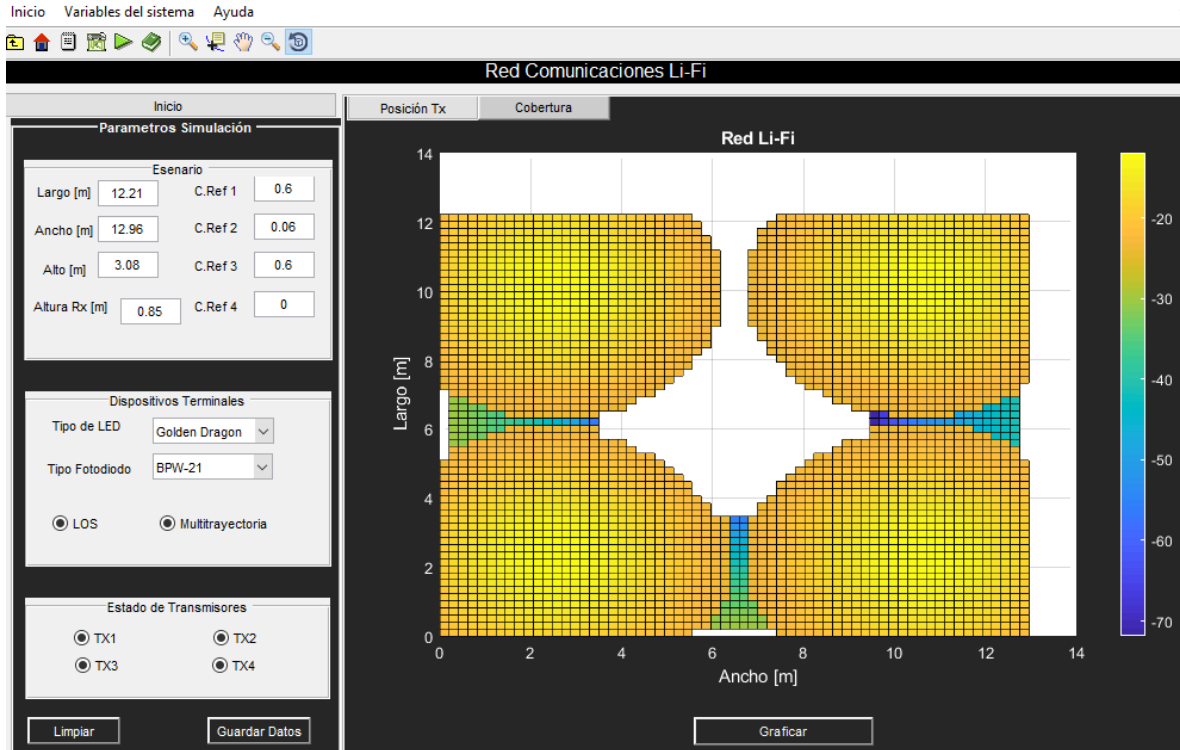 Inicio Variables del sistema Ayuda
Red Comunicaciones Li-Fi
Inicio
Parametros Simulación
Esenario
Largo [m] 12.21 C.Ref 1 0.6
Ancho [m] 12.96 C.Ref 2 0.06
Alto [m] 3.08 C.Ref 3 0.6
Altura Rx [m] 0.85 C.Ref 4 0
Dispositivos Terminales
Tipo de LED Golden Dragon
Tipo Fotodiodo BPW-21
LOS Multitrayectoria
Estado de Transmisores
TX1 TX2
TX3 TX4
Limpiar Guardar Datos
Posición Tx Cobertura
Red Li-Fi
14
12
10
8
6
4
2
0
Largo [m]
0 2 4 6 8 10 12 14
Ancho [m]
-20
-30
-40
-50
-60
-70
Graficar